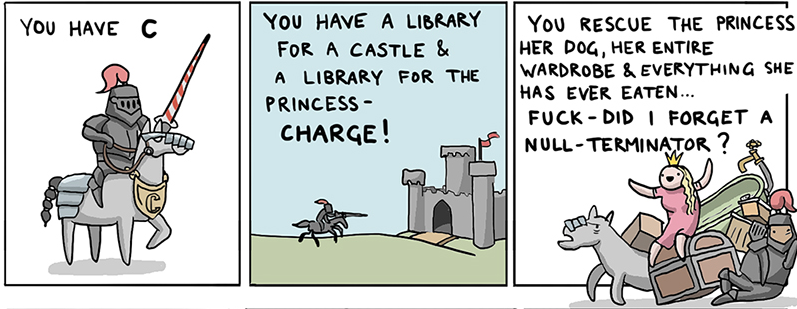 YOU HAVE C
C
YOU HAVE A LIBRARY
FOR A CASTLE &
A LIBRARY FOR THE
PRINCESS-
CHARGE!
YOU RESCUE THE PRINCESS
HER DOG, HER ENTIRE
WARDROBE & EVERYTHING SHE
HAS EVER EATEN...
FUCK-DID I FORGET A
NULL-TERMINATOR?